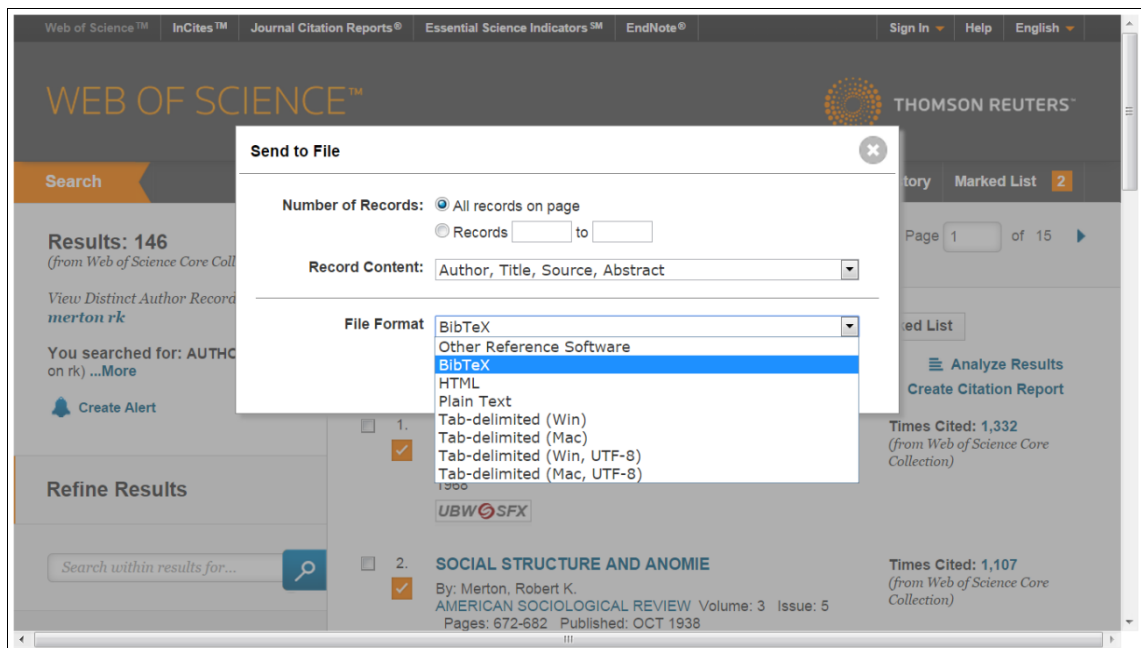 Web of Science™ InCites™ Journal Citation Reports® Essential Science Indicators℠ EndNote® Sign In Help English
WEB OF SCIENCE™ THOMSON REUTERS™
Send to File
Search tory Marked List 2
Number of Records: All records on page
Records to
Page 1 of 15
Results: 146
(from Web of Science Core Coll
Record Content: Author, Title, Source, Abstract
View Distinct Author Record
merton rk
File Format BibTeX
ed List
Other Reference Software
BibTeX
HTML
Plain Text
Tab-delimited (Win)
Tab-delimited (Mac)
Tab-delimited (Win, UTF-8)
Tab-delimited (Mac, UTF-8)
You searched for: AUTHO
on rk) ...More
Create Alert
Analyze Results
Create Citation Report
1.
1968
UBW SFX
Times Cited: 1,332
(from Web of Science Core
Collection)
Refine Results
Search within results for...
2. SOCIAL STRUCTURE AND ANOMIE
By: Merton, Robert K.
AMERICAN SOCIOLOGICAL REVIEW Volume: 3 Issue: 5
Pages: 672-682 Published: OCT 1938
Times Cited: 1,107
(from Web of Science Core
Collection)